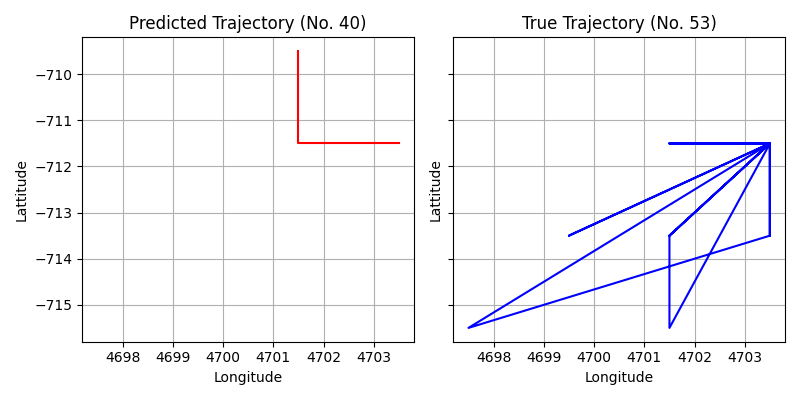 Predicted Trajectory (No. 40)
True Trajectory (No. 53)
−710
−711
−712
−713
−714
−715
Lattitude
Lattitude
4698 4699 4700 4701 4702 4703
4698 4699 4700 4701 4702 4703
Longitude
Longitude